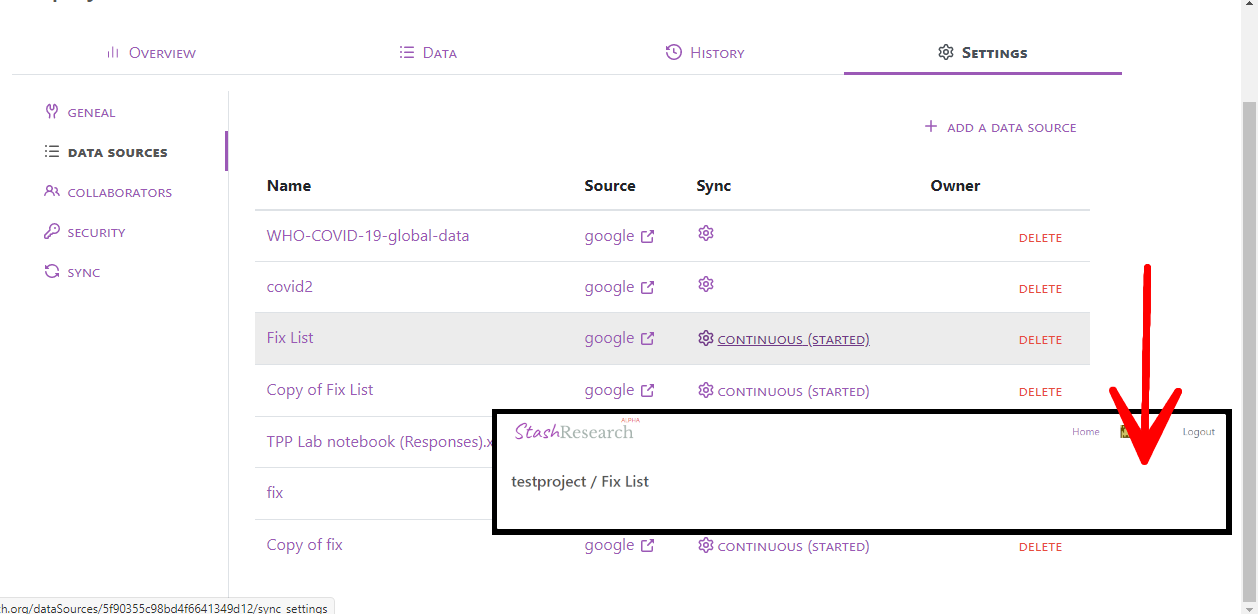 OVERVIEW DATA HISTORY SETTINGS
GENEAL
DATA SOURCES
COLLABORATORS
SECURITY
SYNC
+ ADD A DATA SOURCE
Name Source Sync Owner
WHO-COVID-19-global-data google DELETE
covid2 google DELETE
Fix List google CONTINUOUS (STARTED) DELETE
Copy of Fix List google CONTINUOUS (STARTED) DELETE
TPP Lab notebook (Responses).x
fix
StashResearch ALPHA Home Logout
testproject / Fix List
Copy of fix google CONTINUOUS (STARTED) DELETE
h.org/dataSources/5f90355c98bd4f6641349d12/sync_settings